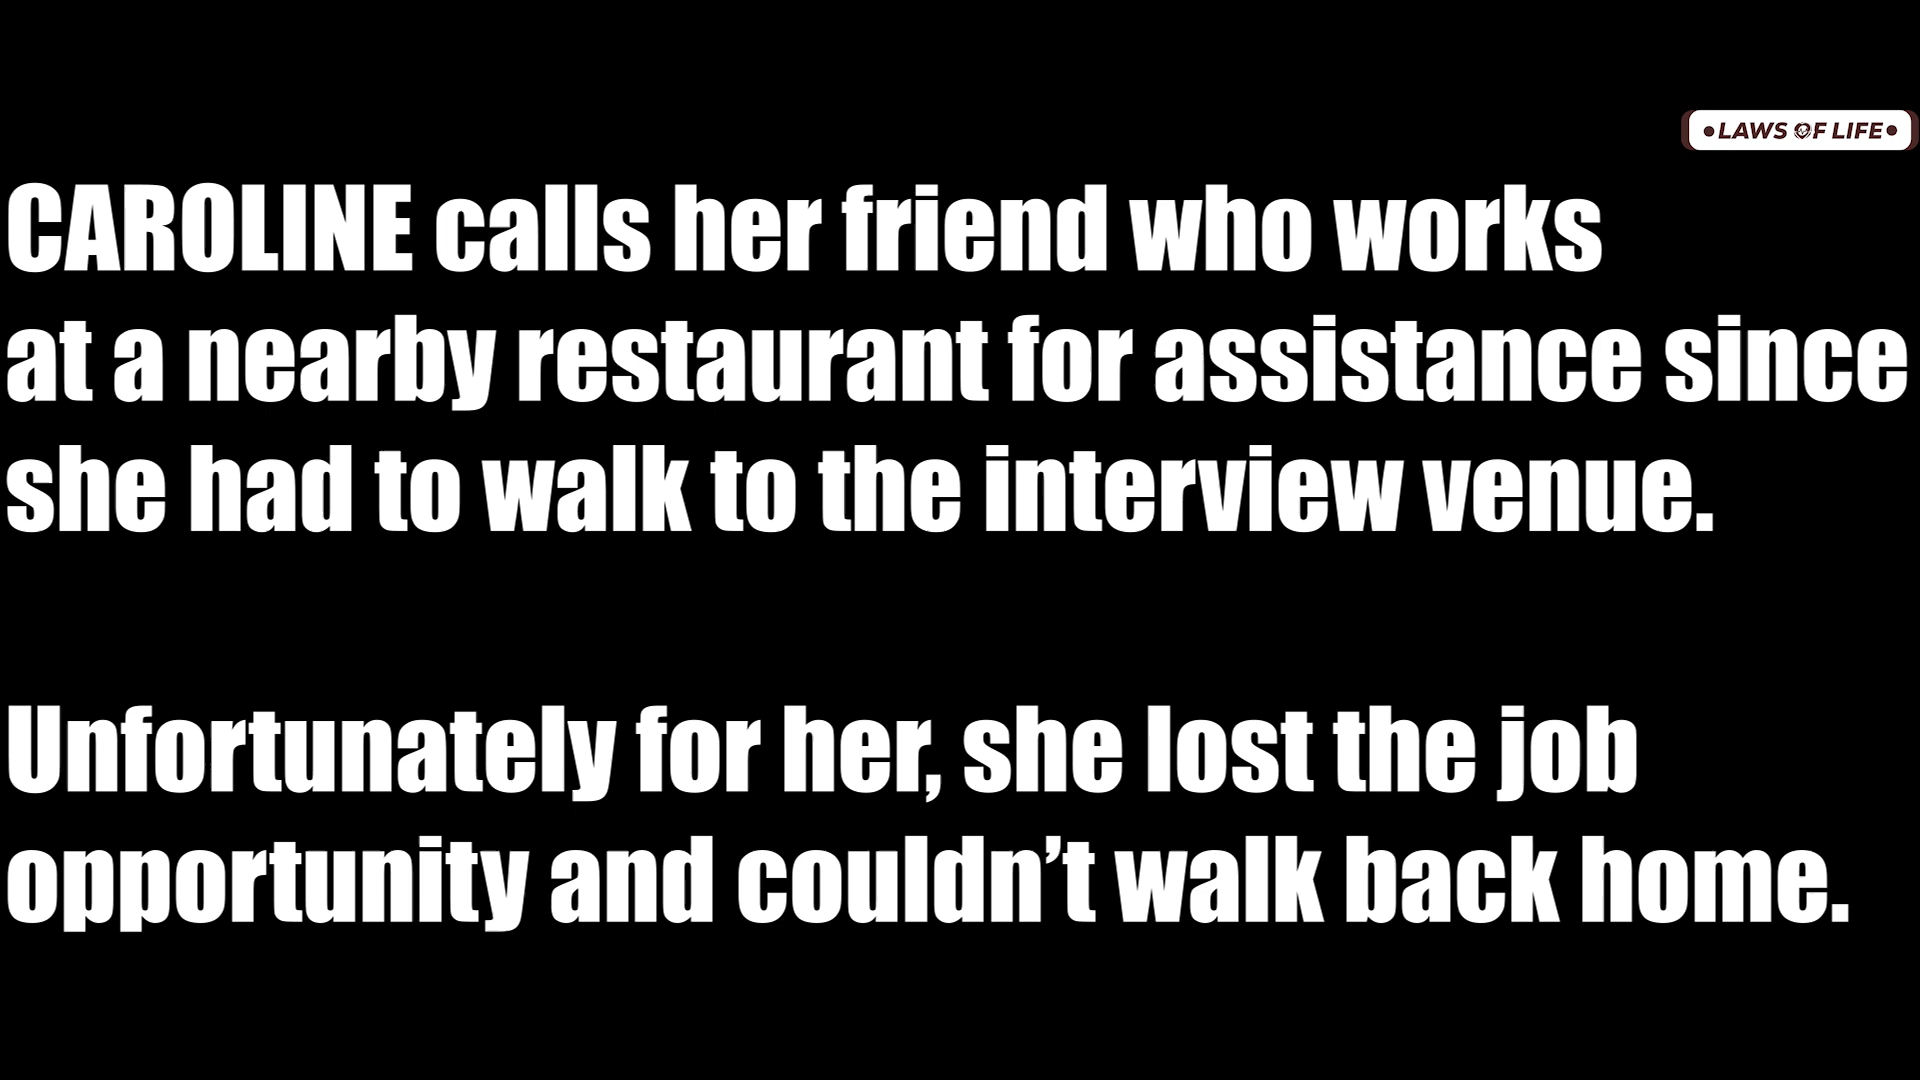 •LAWS OF LIFE•
CAROLINE calls her friend who works
at a nearby restaurant for assistance since
she had to walk to the interview venue.
Unfortunately for her, she lost the job
opportunity and couldn’t walk back home.